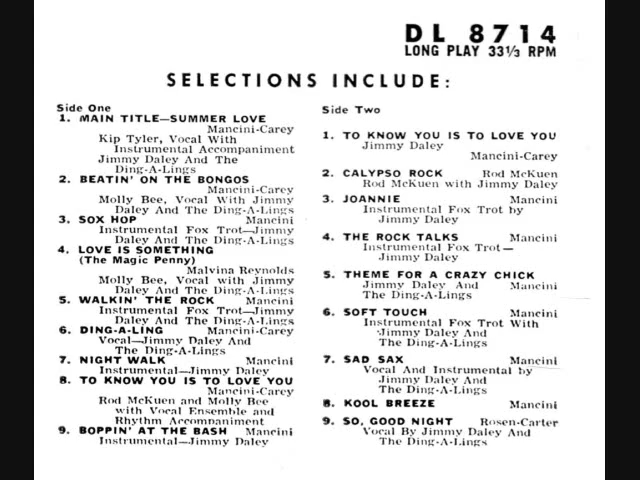 DL 8714
LONG PLAY 33⅓ RPM
SELECTIONS INCLUDE:
Side One
1. MAIN TITLE—SUMMER LOVE
Mancini-Carey
Kip Tyler, Vocal With
Instrumental Accompaniment
Jimmy Daley And The
Ding-A-Lings
2. BEATIN' ON THE BONGOS
Mancini-Carey
Molly Bee, Vocal With Jimmy
Daley And The Ding-A-Lings
3. SOX HOP Mancini
Instrumental Fox Trot—Jimmy
Daley And The Ding-A-Lings
4. LOVE IS SOMETHING
(The Magic Penny)
Malvina Reynolds
Molly Bee, Vocal with Jimmy
Daley And The Ding-A-Lings
5. WALKIN' THE ROCK Mancini
Instrumental Fox Trot—Jimmy
Daley And The Ding-A-Lings
6. DING-A-LING Mancini-Carey
Vocal—Jimmy Daley And
The Ding-A-Lings
7. NIGHT WALK Mancini
Instrumental—Jimmy Daley
8. TO KNOW YOU IS TO LOVE YOU
Mancini-Carey
Rod McKuen and Molly Bee
with Vocal Ensemble and
Rhythm Accompaniment
9. BOPPIN' AT THE BASH Mancini
Instrumental—Jimmy Daley
Side Two
1. TO KNOW YOU IS TO LOVE YOU
Jimmy Daley
Mancini-Carey
2. CALYPSO ROCK Rod McKuen
Rod McKuen with Jimmy Daley
3. JOANNIE Mancini
Instrumental Fox Trot by
Jimmy Daley
4. THE ROCK TALKS Mancini
Instrumental Fox Trot—
Jimmy Daley
5. THEME FOR A CRAZY CHICK
Jimmy Daley And Mancini
The Ding-A-Lings
6. SOFT TOUCH Mancini
Instrumental Fox Trot With
Jimmy Daley And
The Ding-A-Lings
7. SAD SAX Mancini
Vocal And Instrumental by
Jimmy Daley And
The Ding-A-Lings
8. KOOL BREEZE Mancini
9. SO, GOOD NIGHT Rosen-Carter
Vocal By Jimmy Daley And
The Ding-A-Lings